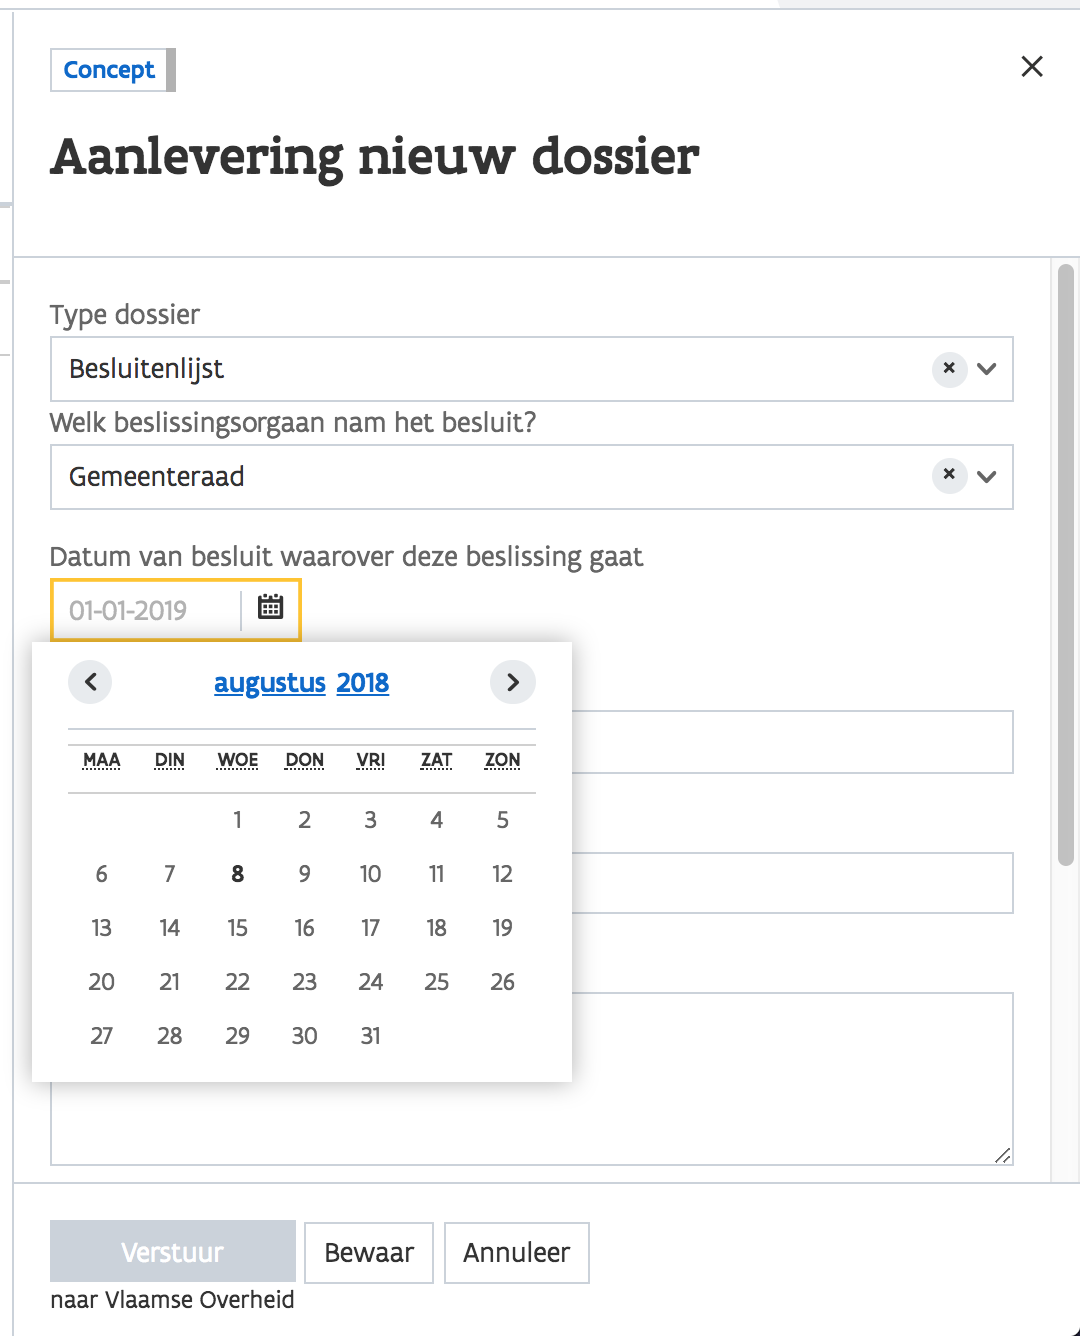 Concept
Aanlevering nieuw dossier
Type dossier
Besluitenlijst
Welk beslissingsorgaan nam het besluit?
Gemeenteraad
Datum van besluit waarover deze beslissing gaat
01-01-2019
augustus 2018
MAA DIN WOE DON VRI ZAT ZON
1 2 3 4 5
6 7 8 9 10 11 12
13 14 15 16 17 18 19
20 21 22 23 24 25 26
27 28 29 30 31
Verstuur Bewaar Annuleer
naar Vlaamse Overheid